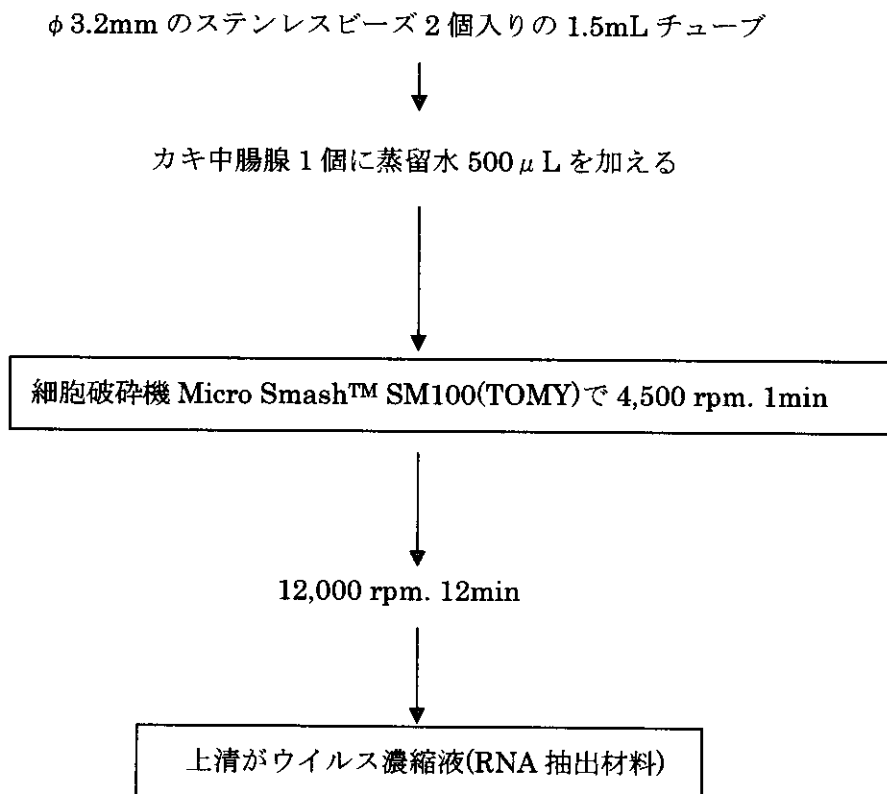 φ3.2mm のステンレスビーズ 2 個入りの 1.5mL チューブ
カキ中腸腺 1 個に蒸留水 500μL を加える
細胞破砕機 Micro Smash™ SM100(TOMY)で 4,500 rpm. 1min
12,000 rpm. 12min
上清がウイルス濃縮液(RNA 抽出材料)